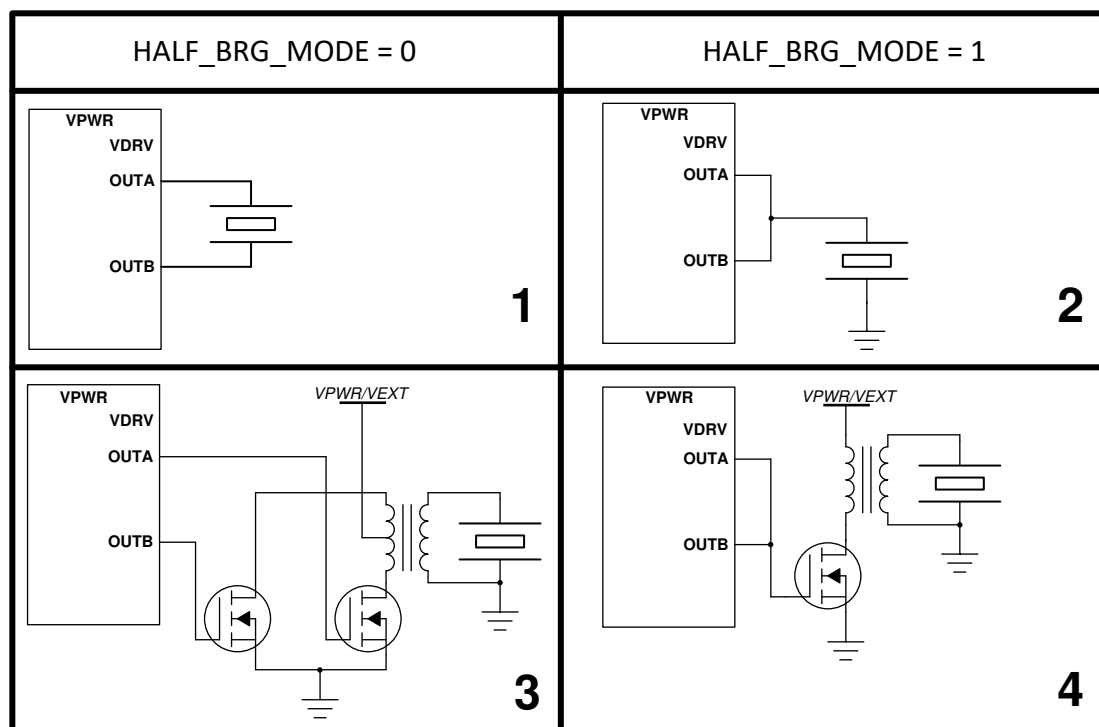 HALF_BRG_MODE = 0
HALF_BRG_MODE = 1
VPWR
VDRV
OUTA
OUTB
1
VPWR
VDRV
OUTA
OUTB
2
VPWR
VDRV
OUTA
OUTB
VPWR/VEXT
3
VPWR
VDRV
OUTA
OUTB
VPWR/VEXT
4